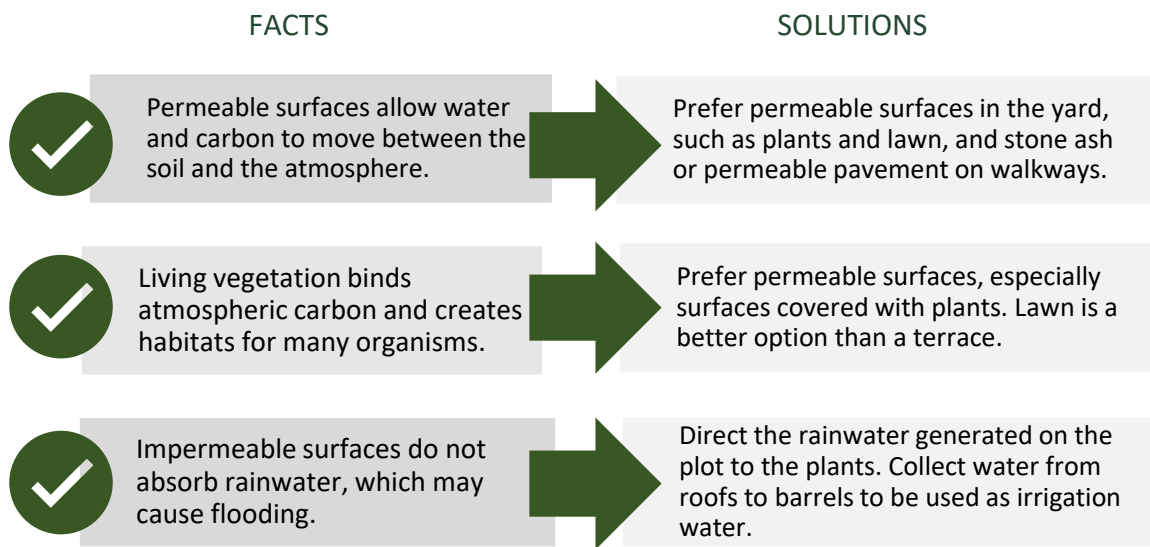 FACTS
SOLUTIONS
Permeable surfaces allow water
and carbon to move between the
soil and the atmosphere.
Prefer permeable surfaces in the yard,
such as plants and lawn, and stone ash
or permeable pavement on walkways.
Living vegetation binds
atmospheric carbon and creates
habitats for many organisms.
Prefer permeable surfaces, especially
surfaces covered with plants. Lawn is a
better option than a terrace.
Impermeable surfaces do not
absorb rainwater, which may
cause flooding.
Direct the rainwater generated on the
plot to the plants. Collect water from
roofs to barrels to be used as irrigation
water.